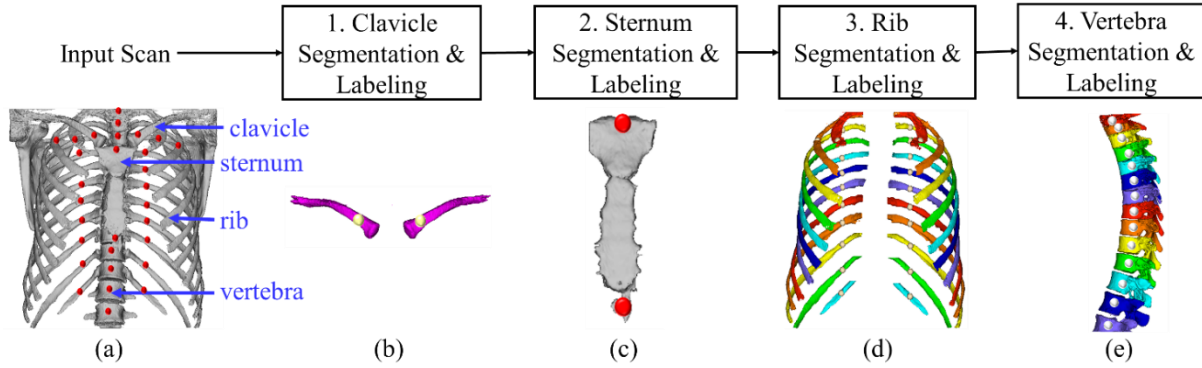 Input Scan
1. Clavicle
Segmentation &
Labeling
2. Sternum
Segmentation &
Labeling
3. Rib
Segmentation &
Labeling
4. Vertebra
Segmentation &
Labeling
clavicle
sternum
rib
vertebra
(a)
(b)
(c)
(d)
(e)